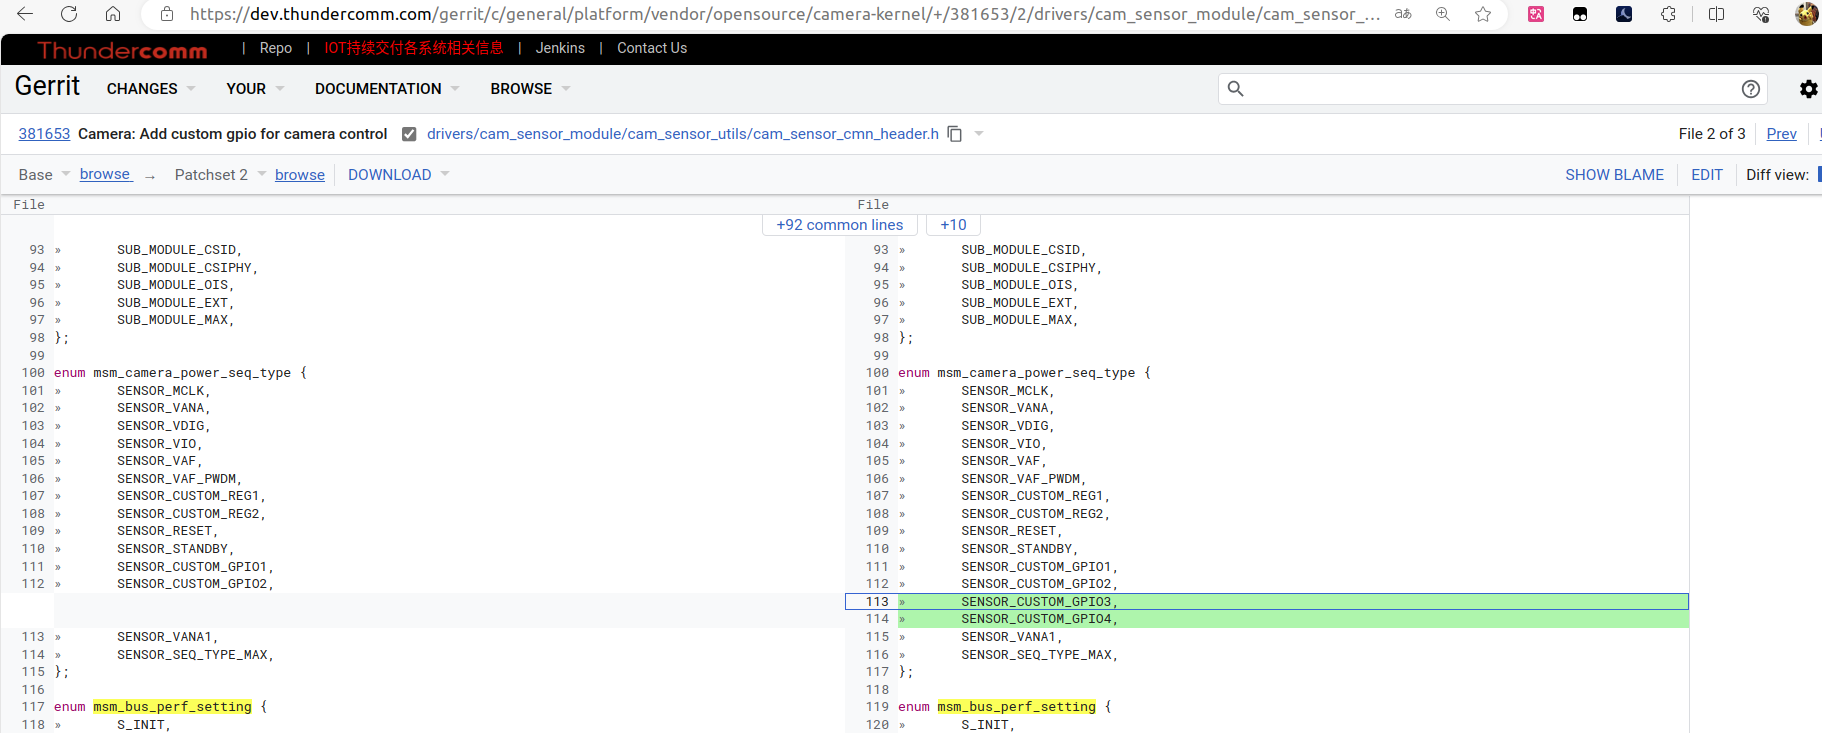 https://dev.thundercomm.com/gerrit/c/general/platform/vendor/opensource/camera-kernel/+/381653/2/drivers/cam_sensor_module/cam_sensor_...
Thundercomm | Repo | IOT持续交付各系统相关信息 | Jenkins | Contact Us
Gerrit CHANGES YOUR DOCUMENTATION BROWSE
381653 Camera: Add custom gpio for camera control drivers/cam_sensor_module/cam_sensor_utils/cam_sensor_cmn_header.h File 2 of 3 Prev
Base browse → Patchset 2 browse DOWNLOAD SHOW BLAME EDIT Diff view:
File File
+92 common lines +10
93 » SUB_MODULE_CSID, 93 » SUB_MODULE_CSID,
94 » SUB_MODULE_CSIPHY, 94 » SUB_MODULE_CSIPHY,
95 » SUB_MODULE_OIS, 95 » SUB_MODULE_OIS,
96 » SUB_MODULE_EXT, 96 » SUB_MODULE_EXT,
97 » SUB_MODULE_MAX, 97 » SUB_MODULE_MAX,
98 }; 98 };
99 99
100 enum msm_camera_power_seq_type { 100 enum msm_camera_power_seq_type {
101 » SENSOR_MCLK, 101 » SENSOR_MCLK,
102 » SENSOR_VANA, 102 » SENSOR_VANA,
103 » SENSOR_VDIG, 103 » SENSOR_VDIG,
104 » SENSOR_VIO, 104 » SENSOR_VIO,
105 » SENSOR_VAF, 105 » SENSOR_VAF,
106 » SENSOR_VAF_PWDM, 106 » SENSOR_VAF_PWDM,
107 » SENSOR_CUSTOM_REG1, 107 » SENSOR_CUSTOM_REG1,
108 » SENSOR_CUSTOM_REG2, 108 » SENSOR_CUSTOM_REG2,
109 » SENSOR_RESET, 109 » SENSOR_RESET,
110 » SENSOR_STANDBY, 110 » SENSOR_STANDBY,
111 » SENSOR_CUSTOM_GPIO1, 111 » SENSOR_CUSTOM_GPIO1,
112 » SENSOR_CUSTOM_GPIO2, 112 » SENSOR_CUSTOM_GPIO2,
113 » SENSOR_CUSTOM_GPIO3,
114 » SENSOR_CUSTOM_GPIO4,
113 » SENSOR_VANA1, 115 » SENSOR_VANA1,
114 » SENSOR_SEQ_TYPE_MAX, 116 » SENSOR_SEQ_TYPE_MAX,
115 }; 117 };
116 118
117 enum msm_bus_perf_setting { 119 enum msm_bus_perf_setting {
118 » S_INIT, 120 » S_INIT,